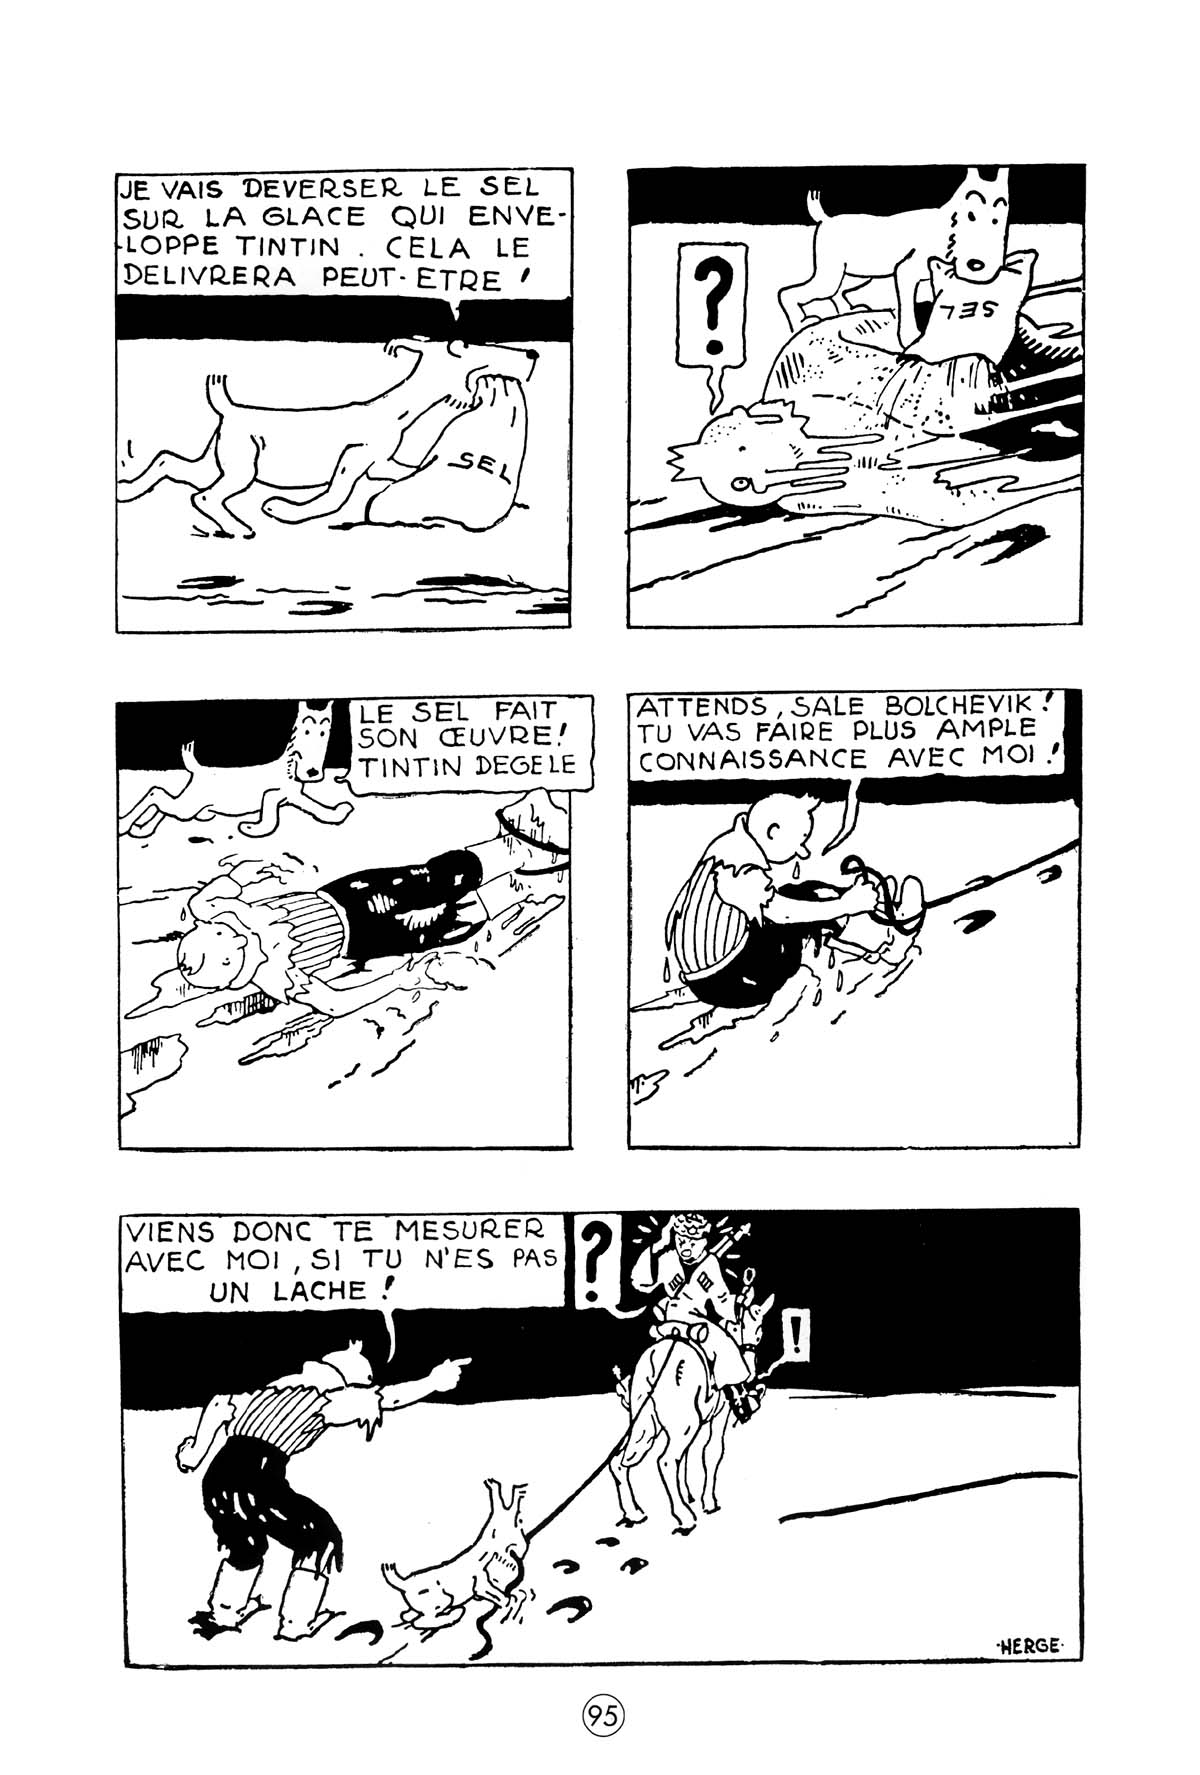 JE VAIS DEVERSER LE SEL
SUR LA GLACE QUI ENVE-
LOPPE TINTIN. CELA LE
DELIVRERA PEUT-ETRE!
SEL
?
SEL
LE SEL FAIT
SON ŒUVRE!
TINTIN DEGELE
ATTENDS, SALE BOLCHEVIK!
TU VAS FAIRE PLUS AMPLE
CONNAISSANCE AVEC MOI!
VIENS DONC TE MESURER
AVEC MOI, SI TU N'ES PAS
UN LACHE!
?
!
·HERGE·
95